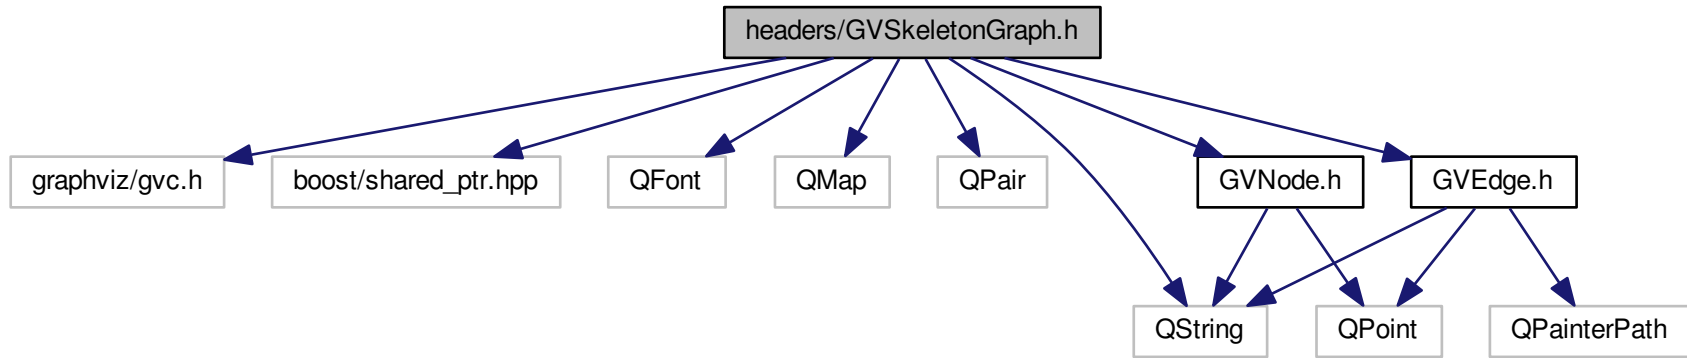 headers/GVSkeletonGraph.h
graphviz/gvc.h
boost/shared_ptr.hpp
QFont
QMap
QPair
GVNode.h
GVEdge.h
QString
QPoint
QPainterPath